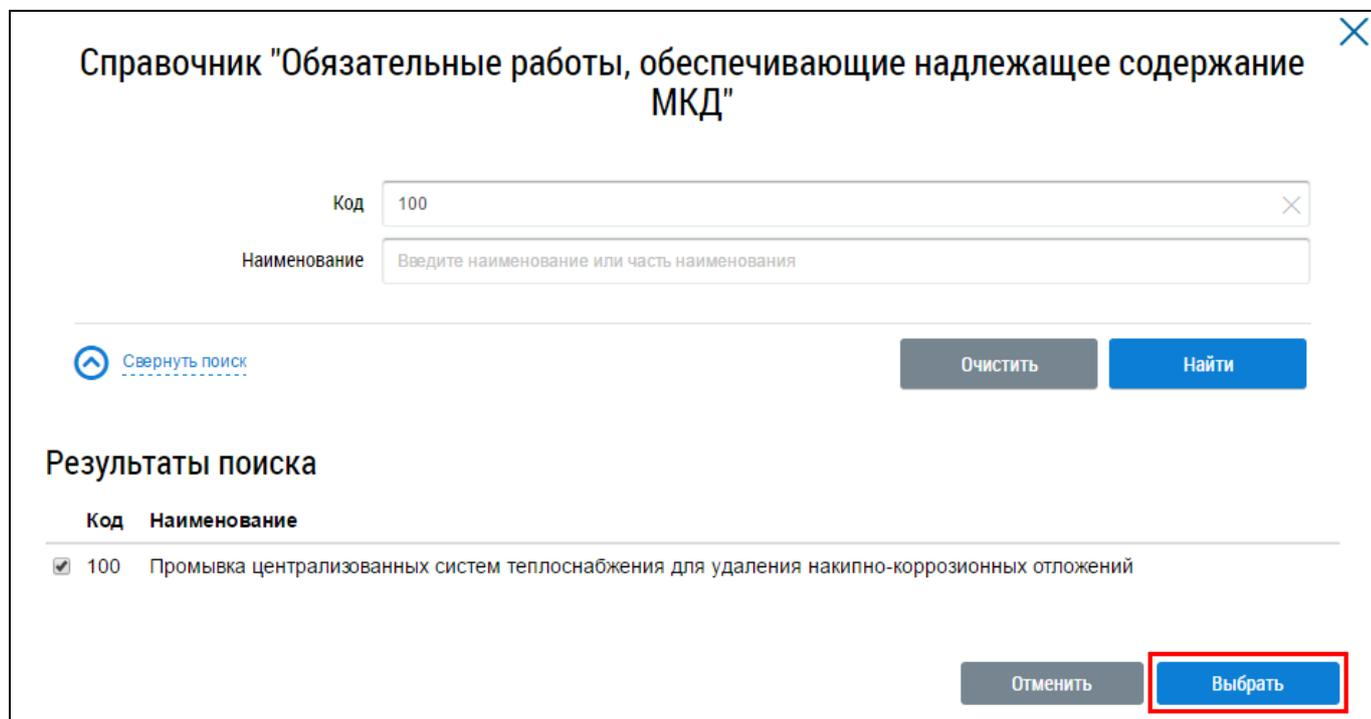 Справочник "Обязательные работы, обеспечивающие надлежащее содержание
МКД"
Код 100
Наименование Введите наименование или часть наименования
Свернуть поиск Очистить Найти
Результаты поиска
Код Наименование
100 Промывка централизованных систем теплоснабжения для удаления накипно-коррозионных отложений
Отменить Выбрать